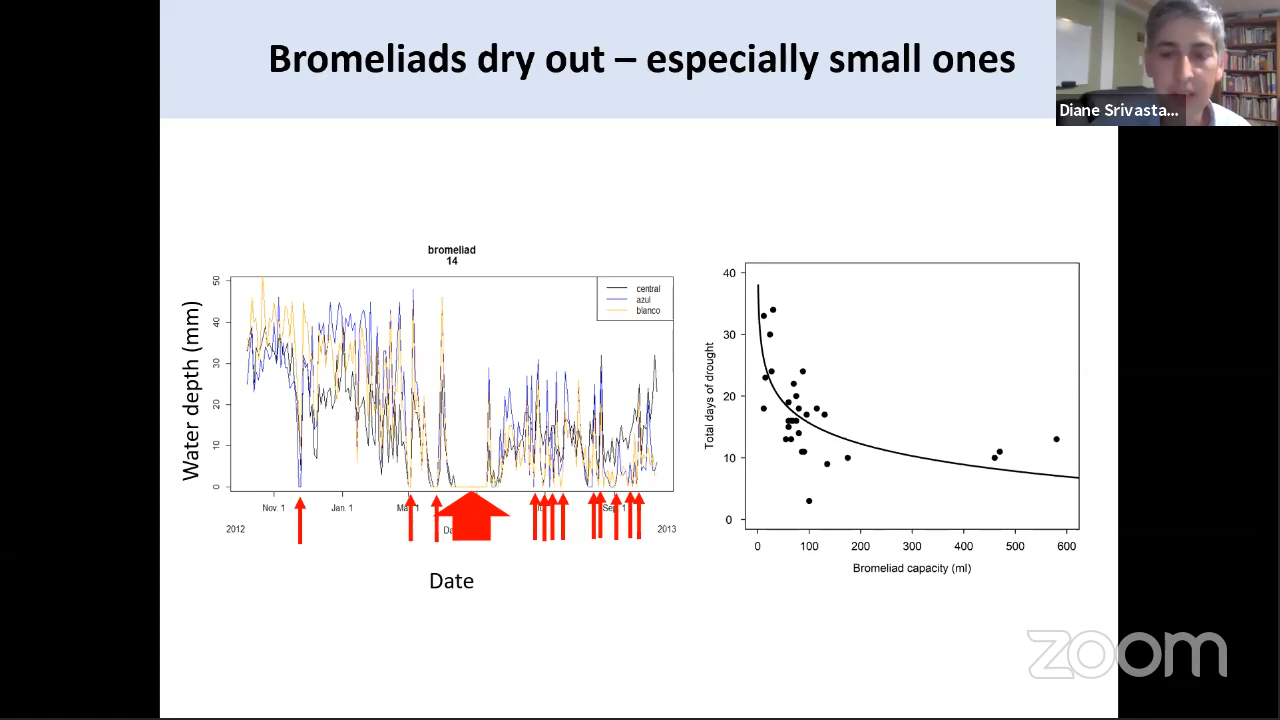 Bromeliads dry out – especially small ones
Diane Srivasta...
bromeliad
14
central
azul
blanco
Water depth (mm)
50
40
30
20
10
0
Nov. 1
Jan. 1
2012
2013
Date
Total days of drought
40
30
20
10
0
0
100
200
300
400
500
600
Bromeliad capacity (ml)
zoom